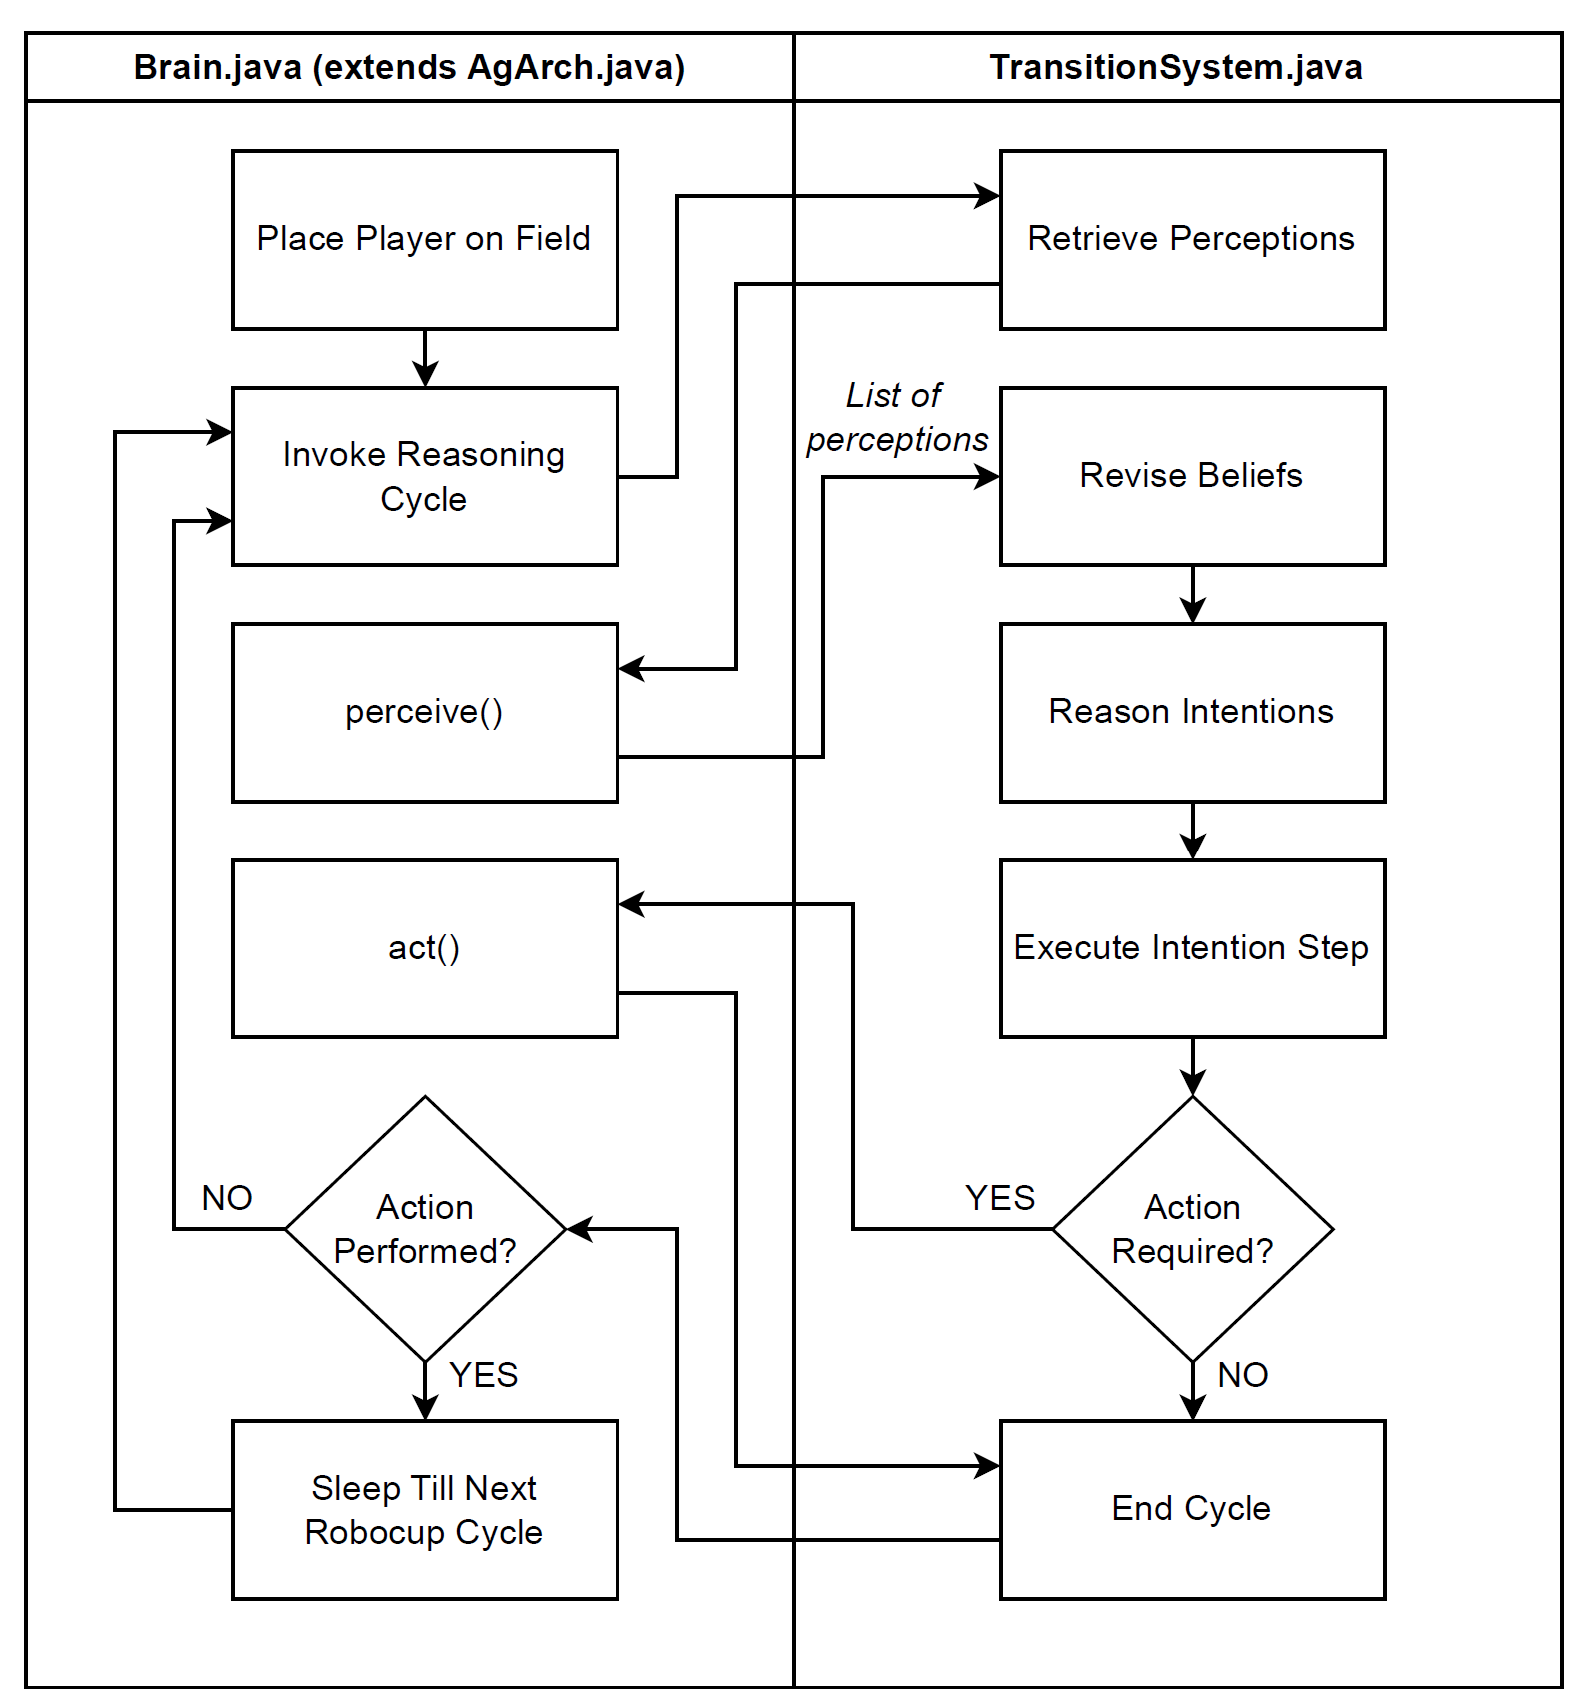 Brain.java (extends AgArch.java)
TransitionSystem.java
Place Player on Field
Retrieve Perceptions
List of
perceptions
Invoke Reasoning
Cycle
Revise Beliefs
perceive()
Reason Intentions
act()
Execute Intention Step
NO
Action
Performed?
YES
YES
Action
Required?
NO
Sleep Till Next
Robocup Cycle
End Cycle